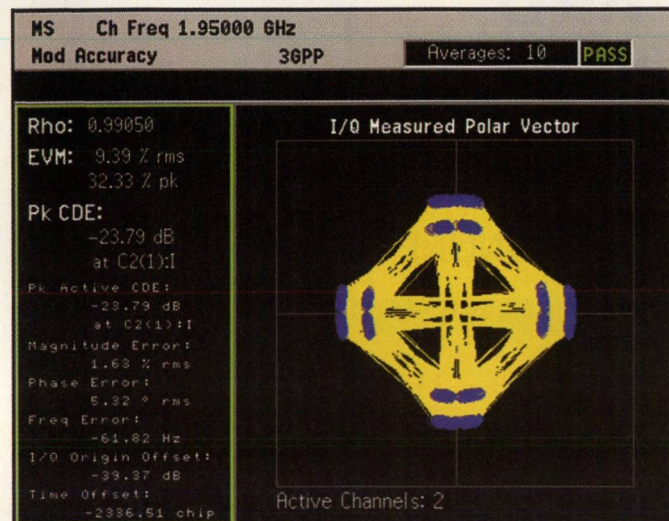 MS Ch Freq 1.95000 GHz
Mod Accuracy 3GPP Averages: 10 PASS
Rho: 0.99050
EVM: 9.39 % rms
32.33 % pk
Pk CDE:
-23.79 dB
at C2(1):I
Pk Active CDE:
-23.79 dB
at C2(1):I
Magnitude Error:
1.63 % rms
Phase Error:
5.32 ° rms
Freq Error:
-61.82 Hz
I/Q Origin Offset:
-39.37 dB
Time Offset:
-2336.51 chip
I/Q Measured Polar Vector
Active Channels: 2